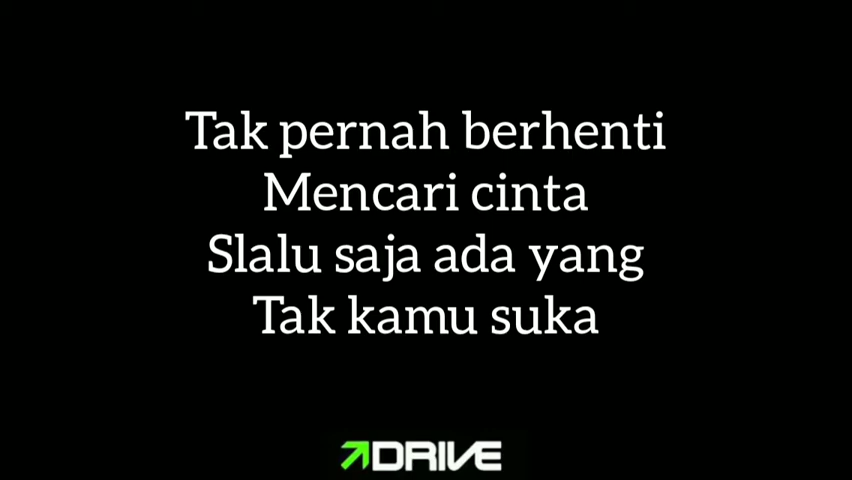 Tak pernah berhenti
Mencari cinta
Slalu saja ada yang
Tak kamu suka
DRIVE